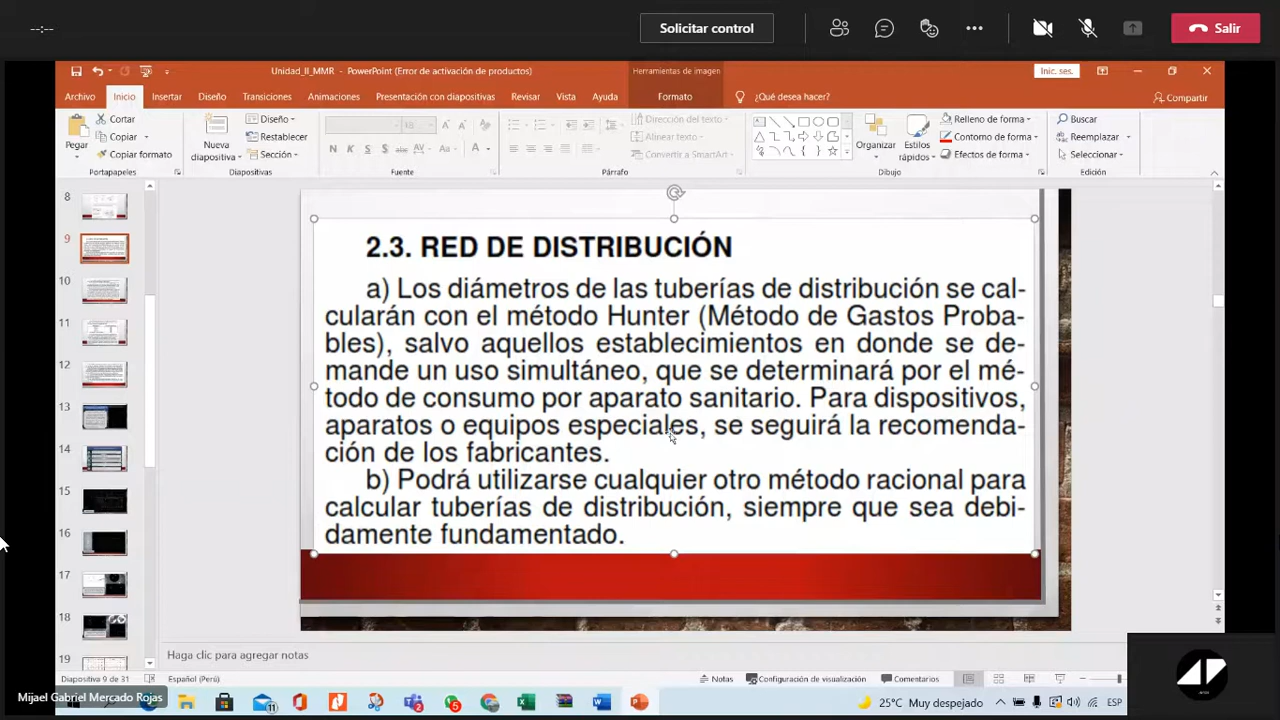 --:--
Solicitar control
Salir
Unidad_II_MMR - PowerPoint (Error de activación de productos)
Herramientas de imagen
Inic. ses.
Archivo Inicio Insertar Diseño Transiciones Animaciones Presentación con diapositivas Revisar Vista Ayuda Formato ¿Qué desea hacer? Compartir
Pegar
Cortar
Copiar
Copiar formato
Portapapeles
Nueva
diapositiva
Diseño
Restablecer
Sección
Diapositivas
N K S S abc AV Aa A
Fuente
Dirección del texto
Alinear texto
Convertir a SmartArt
Párrafo
Organizar
Estilos
rápidos
Relleno de forma
Contorno de forma
Efectos de forma
Dibujo
Buscar
Reemplazar
Seleccionar
Edición
8
9
10
11
12
13
14
15
16
17
18
19
2.3. RED DE DISTRIBUCIÓN
a) Los diámetros de las tuberías de distribución se cal-
cularán con el método Hunter (Método de Gastos Proba-
bles), salvo aquellos establecimientos en donde se de-
mande un uso simultáneo, que se determinará por el mé-
todo de consumo por aparato sanitario. Para dispositivos,
aparatos o equipos especiales, se seguirá la recomenda-
ción de los fabricantes.
b) Podrá utilizarse cualquier otro método racional para
calcular tuberías de distribución, siempre que sea debi-
damente fundamentado.
Haga clic para agregar notas
Diapositiva 9 de 31 Español (Perú) Notas Configuración de visualización Comentarios
Mijael Gabriel Mercado Rojas
11
5
25°C Muy despejado
ESP